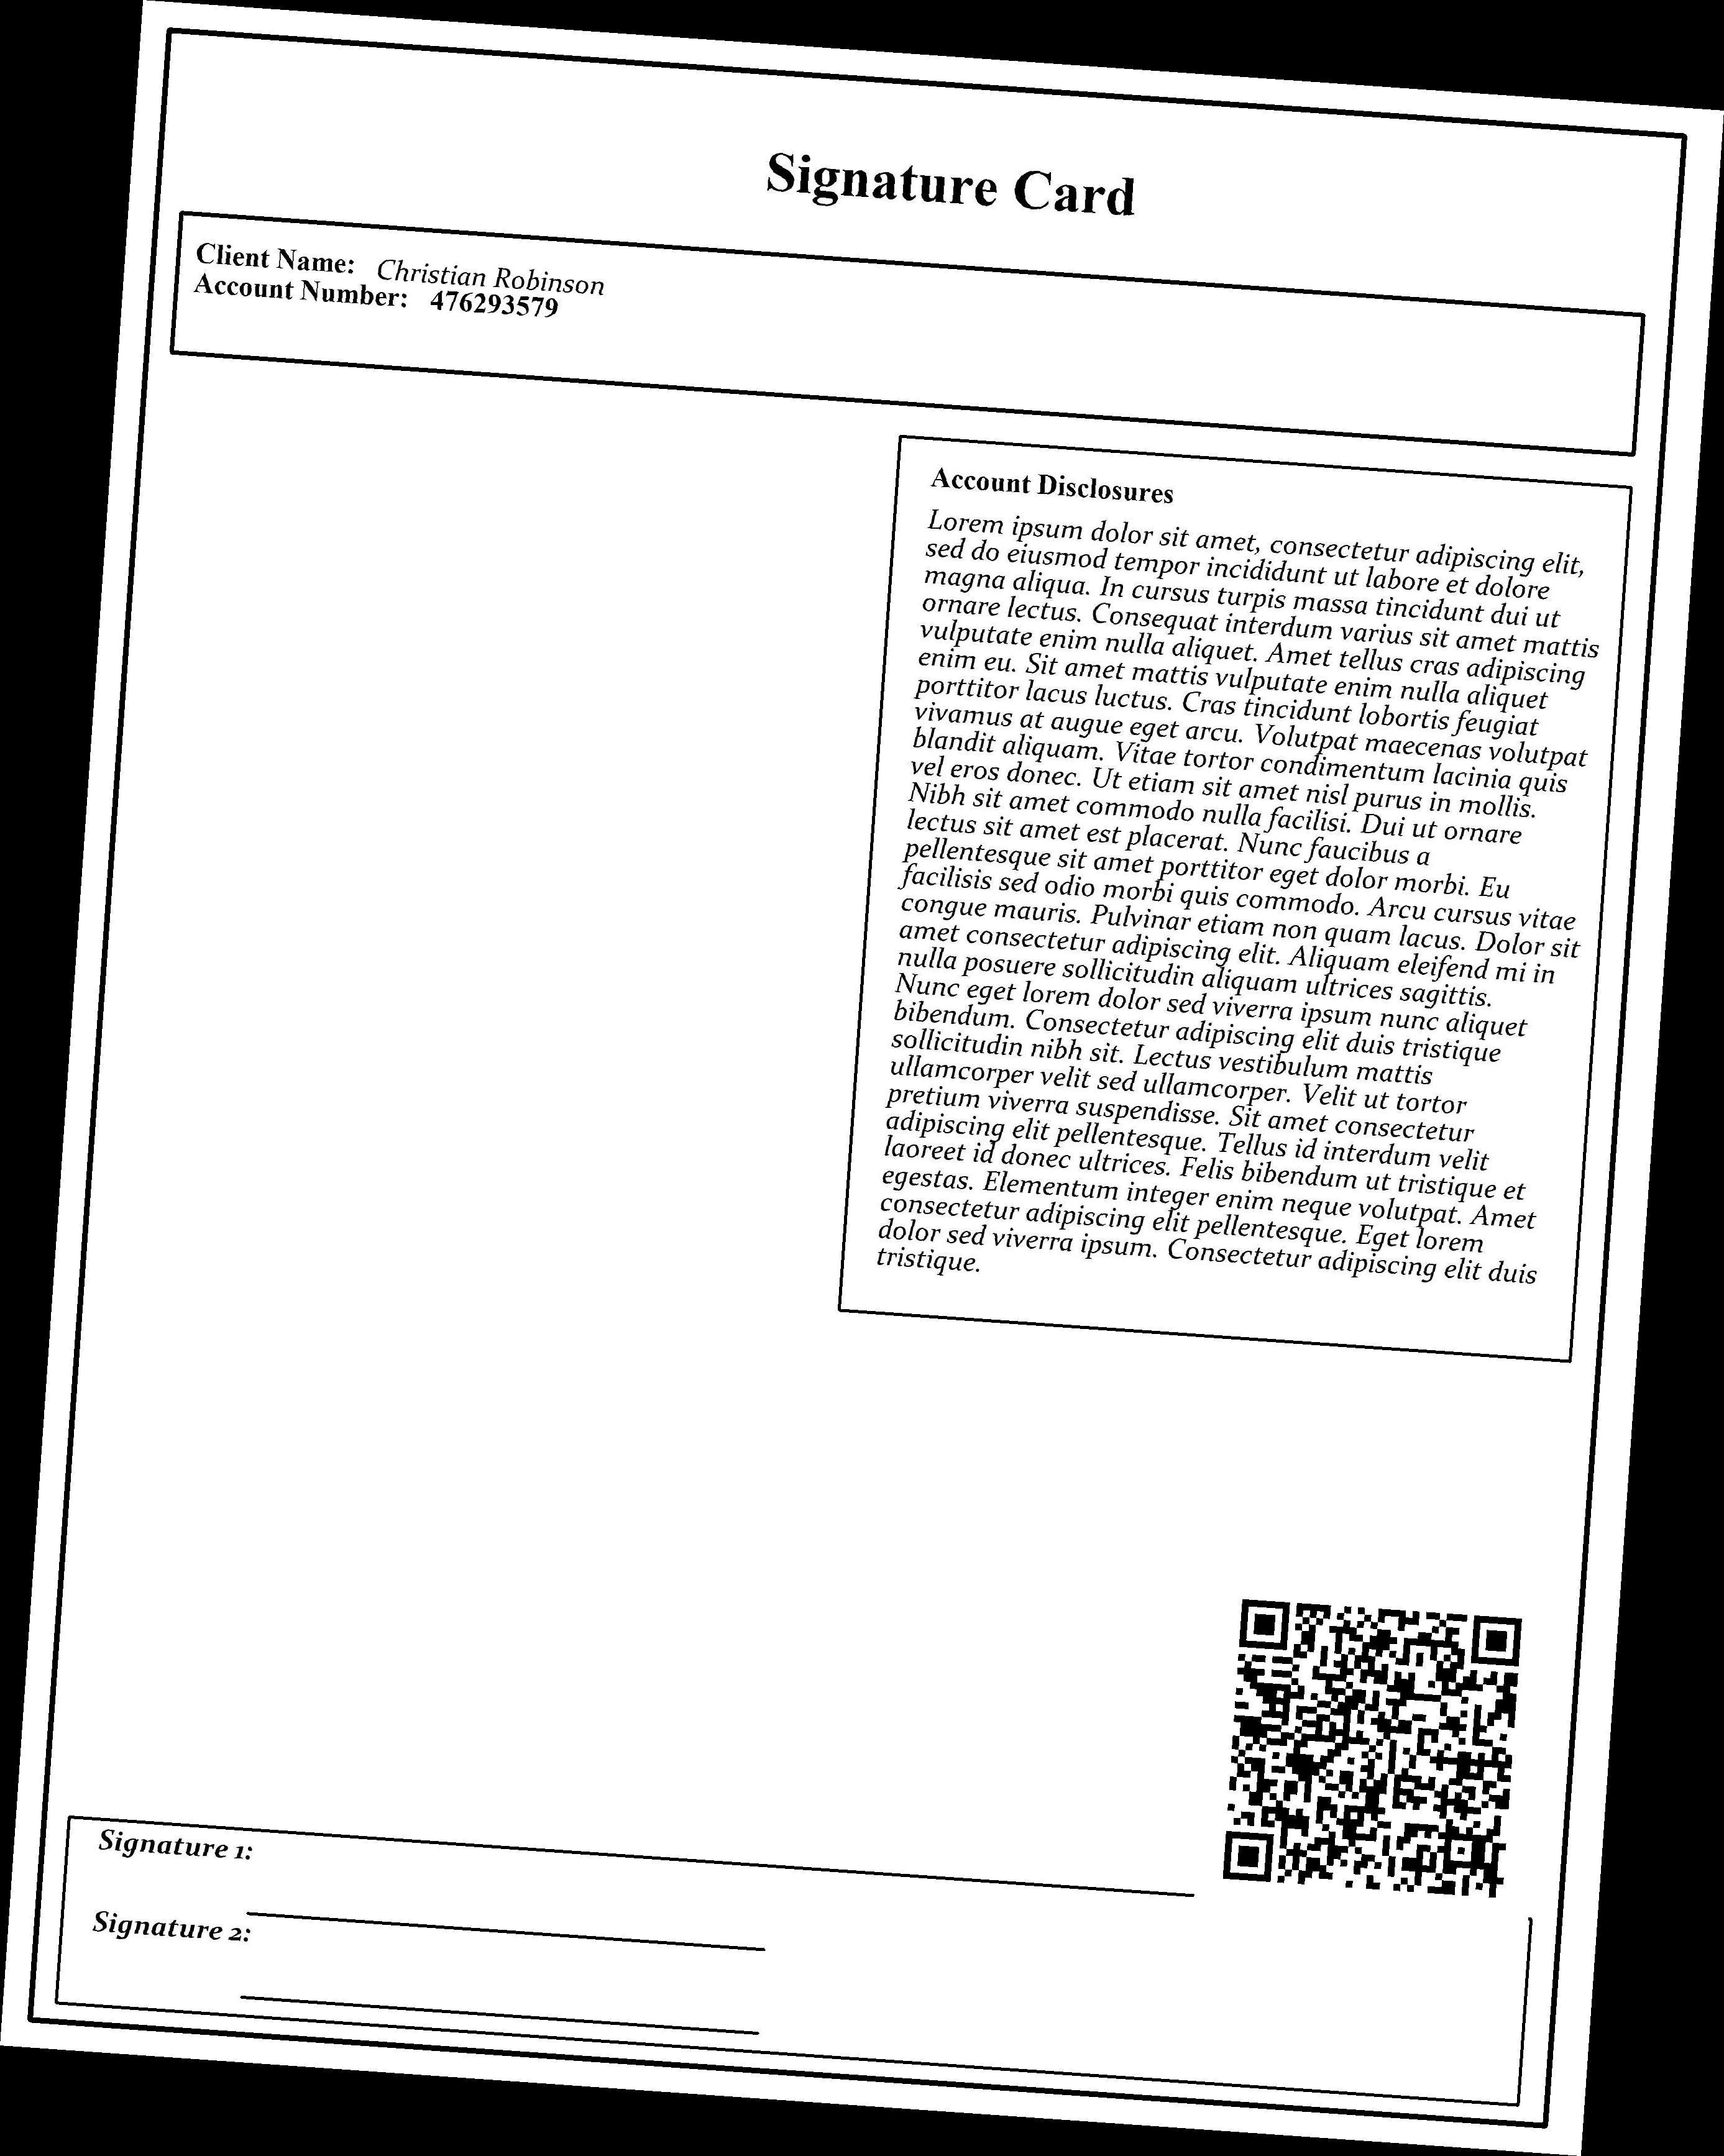 Signature Card
Client Name: Christian Robinson
Account Number: 476293579
Account Disclosures
Lorem ipsum dolor sit amet, consectetur adipiscing elit,
sed do eiusmod tempor incididunt ut labore et dolore
magna aliqua. In cursus turpis massa tincidunt dui ut
ornare lectus. Consequat interdum varius sit amet mattis
vulputate enim nulla aliquet. Amet tellus cras adipiscing
enim eu. Sit amet mattis vulputate enim nulla aliquet
porttitor lacus luctus. Cras tincidunt lobortis feugiat
vivamus at augue eget arcu. Volutpat maecenas volutpat
blandit aliquam. Vitae tortor condimentum lacinia quis
vel eros donec. Ut etiam sit amet nisl purus in mollis.
Nibh sit amet commodo nulla facilisi. Dui ut ornare
lectus sit amet est placerat. Nunc faucibus a
pellentesque sit amet porttitor eget dolor morbi. Eu
facilisis sed odio morbi quis commodo. Arcu cursus vitae
congue mauris. Pulvinar etiam non quam lacus. Dolor sit
amet consectetur adipiscing elit. Aliquam eleifend mi in
nulla posuere sollicitudin aliquam ultrices sagittis.
Nunc eget lorem dolor sed viverra ipsum nunc aliquet
bibendum. Consectetur adipiscing elit duis tristique
sollicitudin nibh sit. Lectus vestibulum mattis
ullamcorper velit sed ullamcorper. Velit ut tortor
pretium viverra suspendisse. Sit amet consectetur
adipiscing elit pellentesque. Tellus id interdum velit
laoreet id donec ultrices. Felis bibendum ut tristique et
egestas. Elementum integer enim neque volutpat. Amet
consectetur adipiscing elit pellentesque. Eget lorem
dolor sed viverra ipsum. Consectetur adipiscing elit duis
tristique.
Signature 1:
Signature 2: